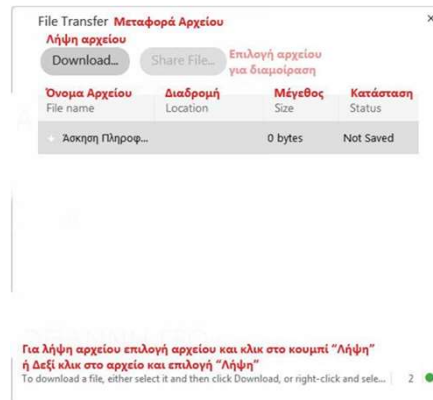 File Transfer Μεταφορά Αρχείου ×
Λήψη αρχείου
Download... Share File... Επιλογή αρχείου
για διαμοίραση
Όνομα Αρχείου Διαδρομή Μέγεθος Κατάσταση
File name Location Size Status
Άσκηση Πληροφ... 0 bytes Not Saved
Για λήψη αρχείου επιλογή αρχείου και κλικ στο κουμπί “Λήψη”
ή Δεξί κλικ στο αρχείο και επιλογή “Λήψη”
To download a file, either select it and then click Download, or right-click and sele... 2